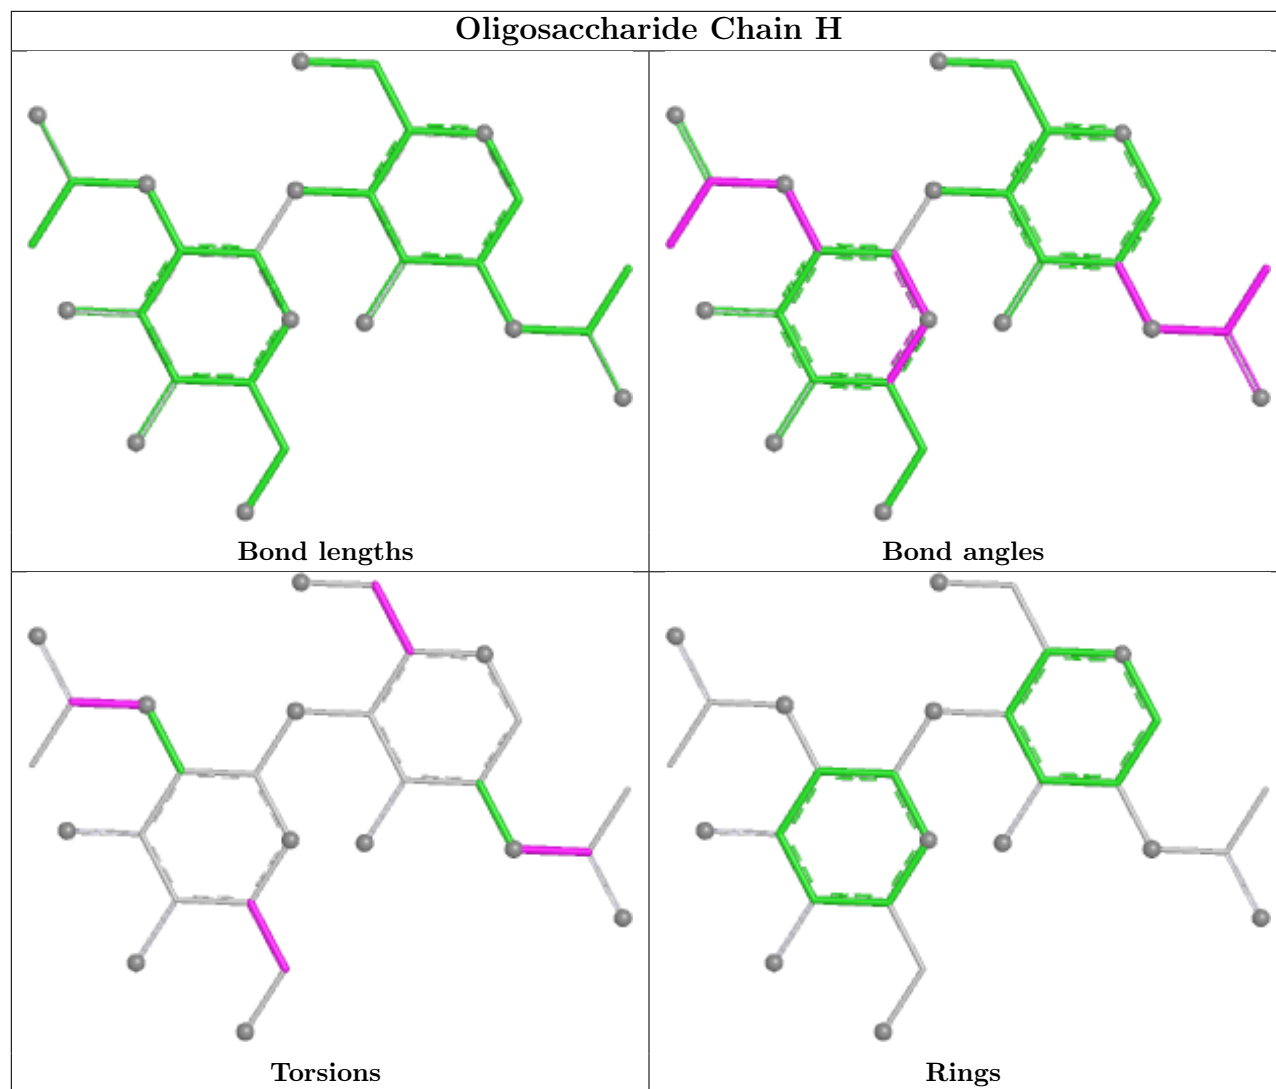 Oligosaccharide Chain H
Bond lengths
Bond angles
Torsions
Rings